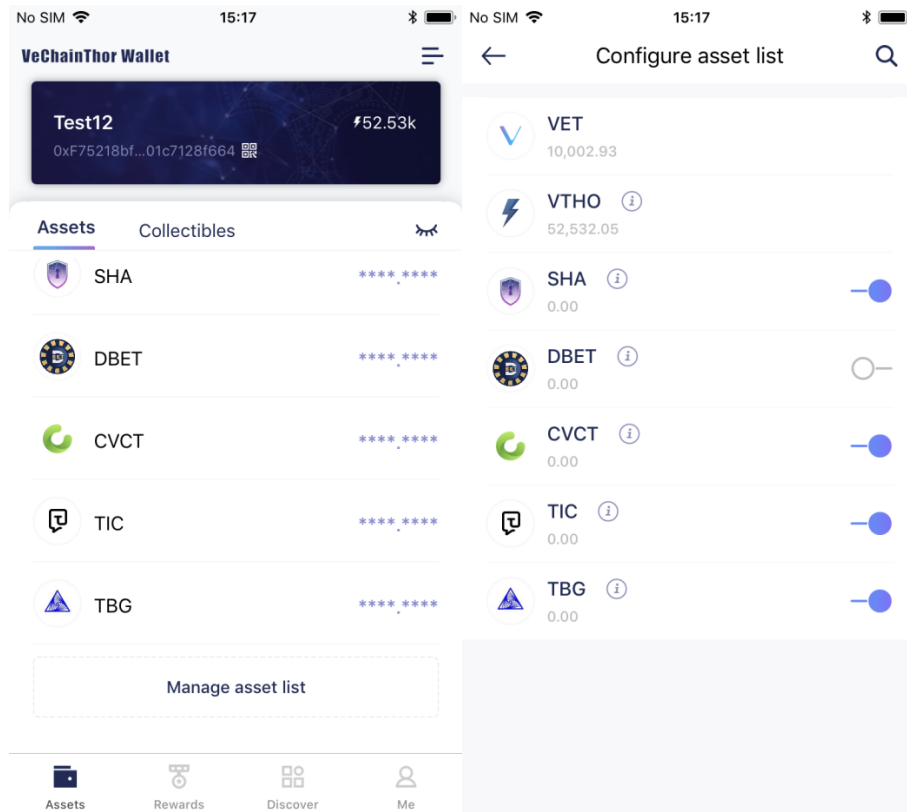 No SIM 15:17
VeChainThor Wallet
Test12 52.53k
0xF75218bf...01c7128f664
Assets Collectibles
SHA ****.****
DBET ****.****
CVCT ****.****
TIC ****.****
TBG ****.****
Manage asset list
Assets Rewards Discover Me
No SIM 15:17
Configure asset list
VET
10,002.93
VTHO i
52,532.05
SHA i
0.00
DBET i
0.00
CVCT i
0.00
TIC i
0.00
TBG i
0.00